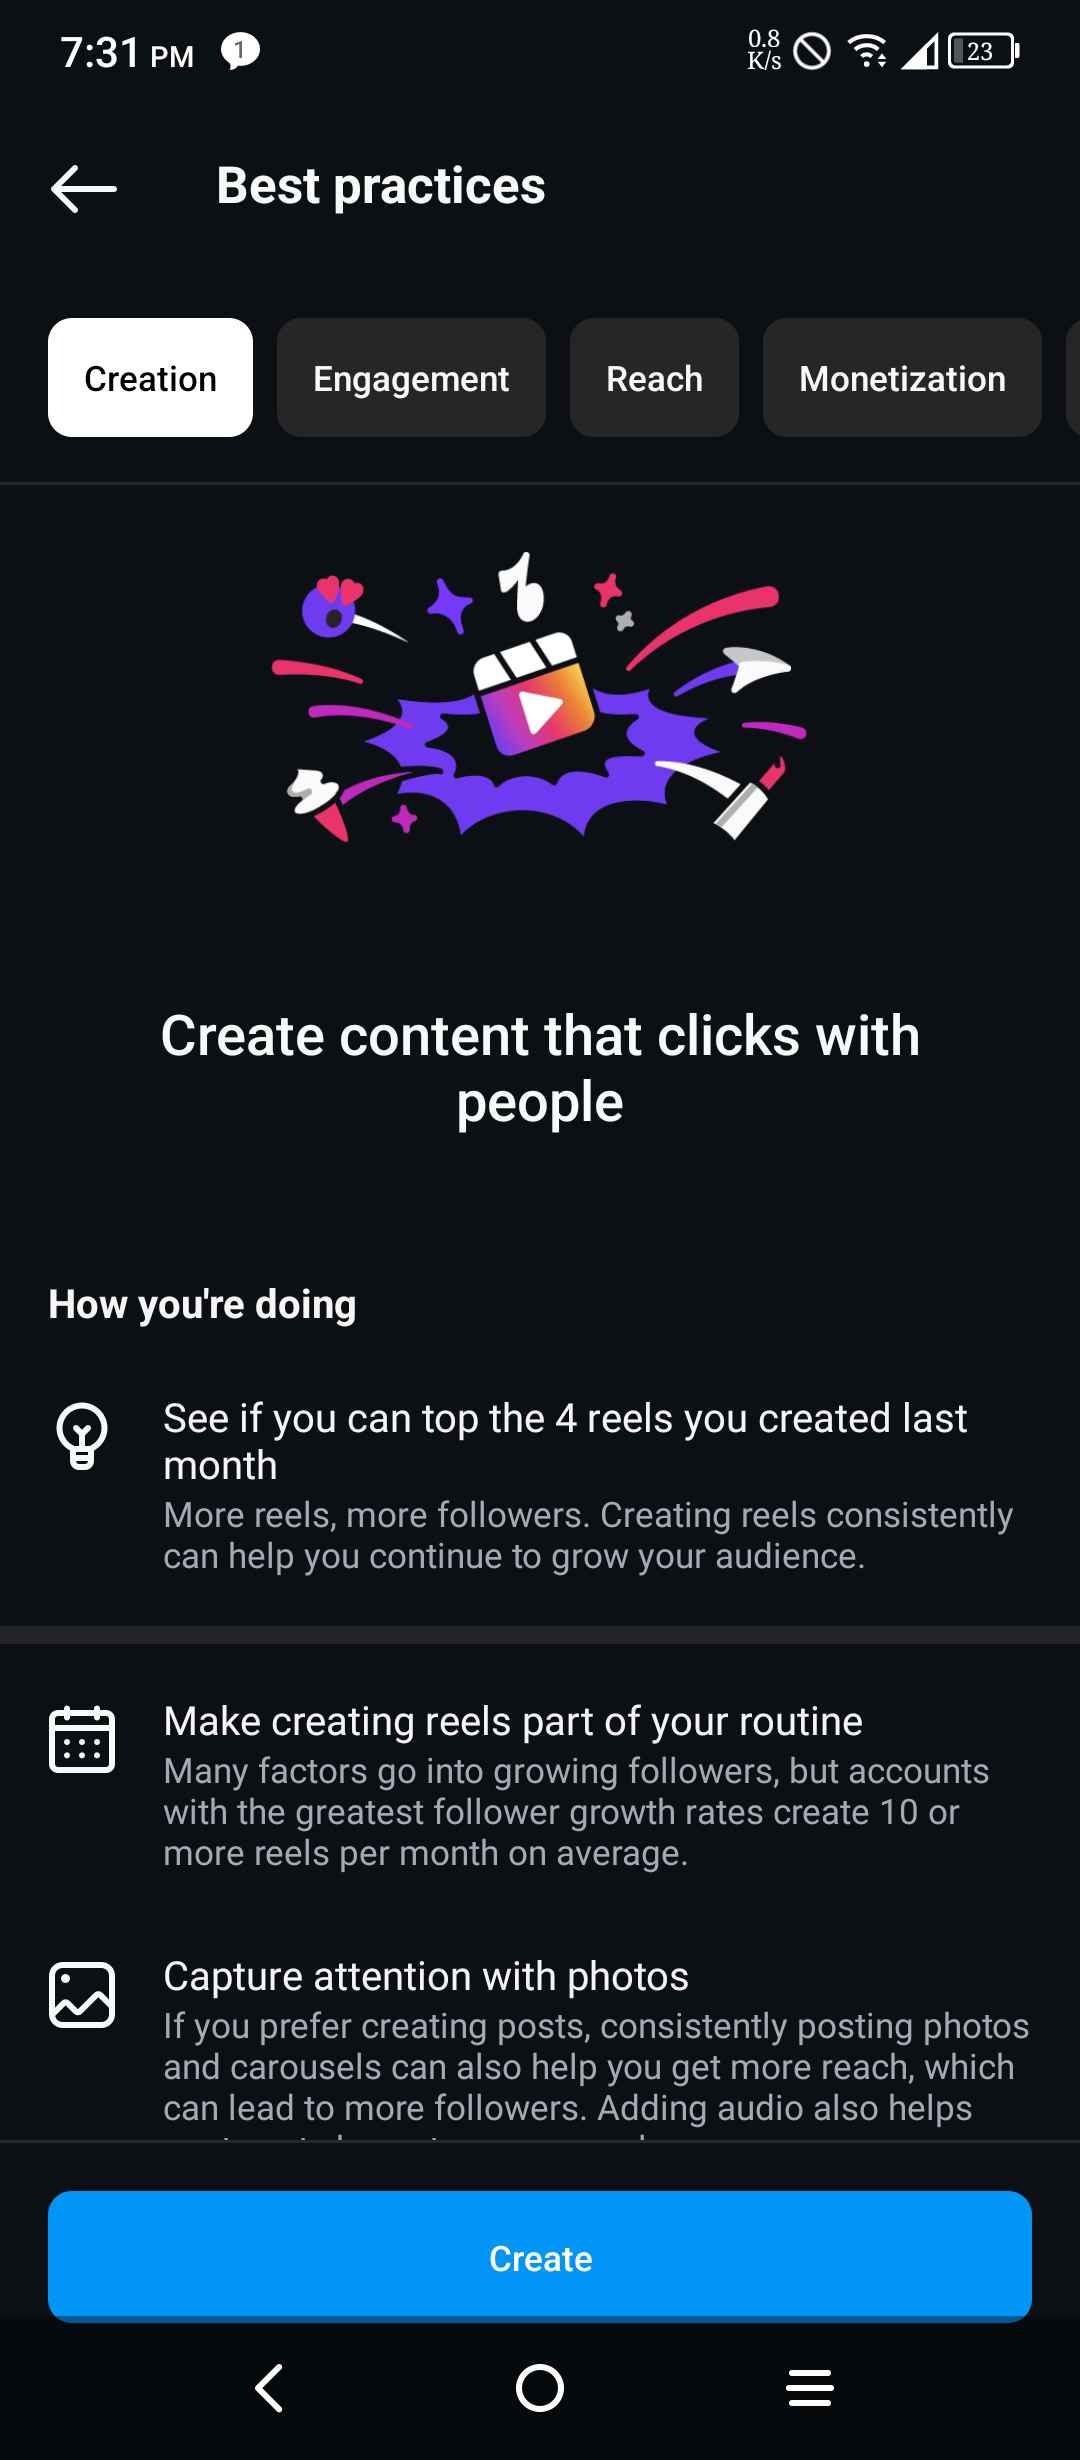 7:31 PM 1 0.8 K/s 23
Best practices
Creation Engagement Reach Monetization
Create content that clicks with
people
How you're doing
See if you can top the 4 reels you created last
month
More reels, more followers. Creating reels consistently
can help you continue to grow your audience.
Make creating reels part of your routine
Many factors go into growing followers, but accounts
with the greatest follower growth rates create 10 or
more reels per month on average.
Capture attention with photos
If you prefer creating posts, consistently posting photos
and carousels can also help you get more reach, which
can lead to more followers. Adding audio also helps
Create